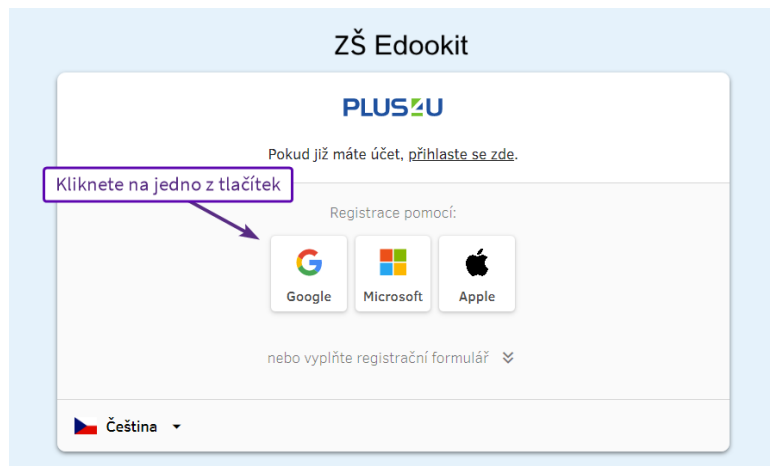 ZŠ Edookit
PLUS4U
Pokud již máte účet, přihlaste se zde.
Kliknete na jedno z tlačítek
Registrace pomocí:
Google Microsoft Apple
nebo vyplňte registrační formulář
Čeština